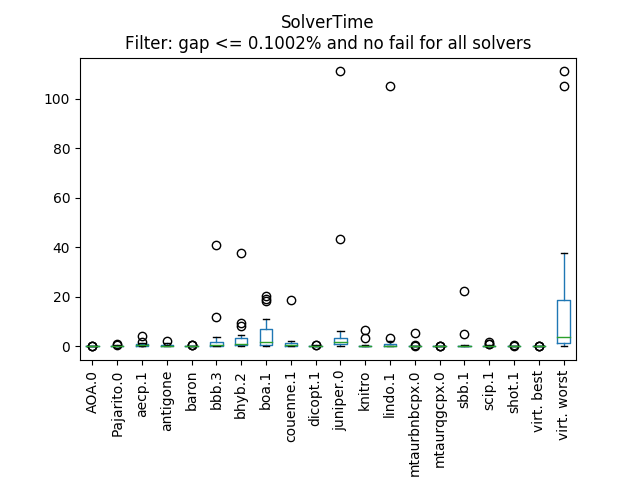 SolverTime
Filter: gap <= 0.1002% and no fail for all solvers
100
80
60
40
20
0
AOA.0
Pajarito.0
aecp.1
antigone
baron
bbb.3
bhyb.2
boa.1
couenne.1
dicopt.1
juniper.0
knitro
lindo.1
mtaurbnbcpx.0
mtaurqgcpx.0
sbb.1
scip.1
shot.1
virt. best
virt. worst